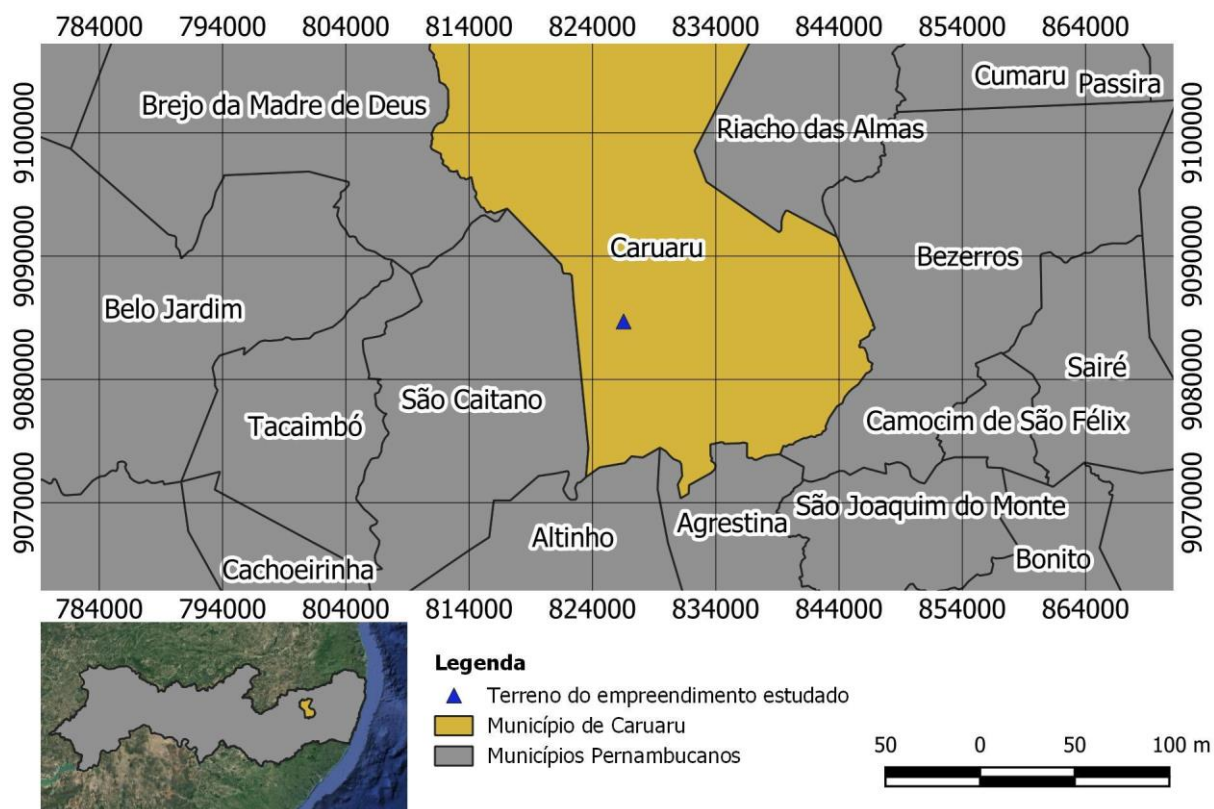 784000 794000 804000 814000 824000 834000 844000 854000 864000
Cumaru
Passira
Brejo da Madre de Deus
Riacho das Almas
9100000
9100000
Caruaru
Bezerros
9090000
9090000
Belo Jardim
Sairé
São Caitano
9080000
9080000
Tacaimbó
Camocim de São Félix
São Joaquim do Monte
9070000
9070000
Altinho
Agrestina
Cachoeirinha
Bonito
784000 794000 804000 814000 824000 834000 844000 854000 864000
Legenda
Terreno do empreendimento estudado
Município de Caruaru
Municípios Pernambucanos
50 0 50 100 m